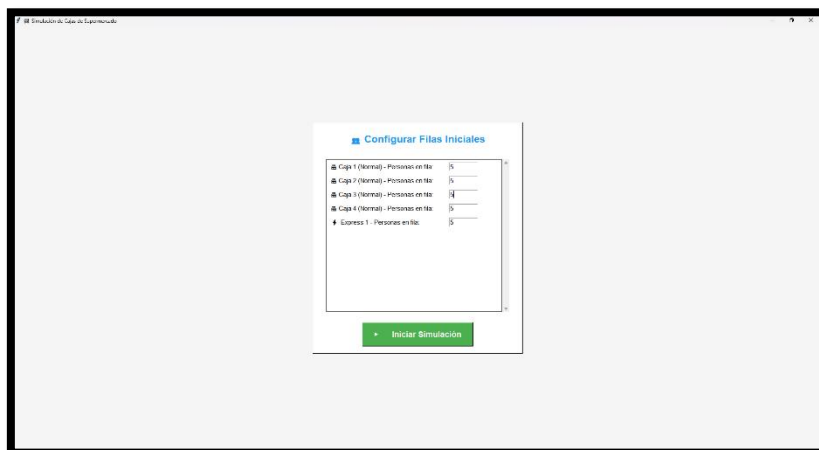 Simulación de Cajas de Supermercado
Configurar Filas Iniciales
Caja 1 (Normal) - Personas en fila: 5
Caja 2 (Normal) - Personas en fila: 5
Caja 3 (Normal) - Personas en fila: 5
Caja 4 (Normal) - Personas en fila: 5
Express 1 - Personas en fila: 5
Iniciar Simulación